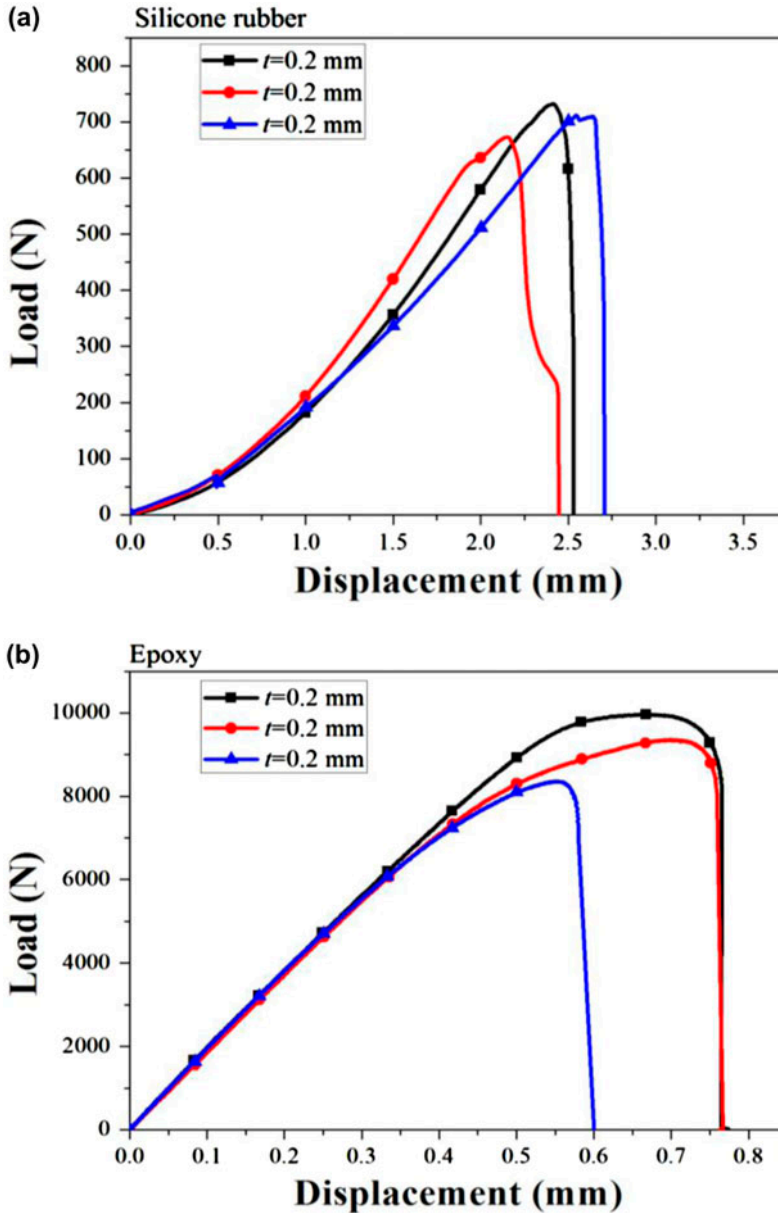 (a)
Silicone rubber
t=0.2 mm
t=0.2 mm
t=0.2 mm
800
700
600
500
400
300
200
100
0
Load (N)
0.0 0.5 1.0 1.5 2.0 2.5 3.0 3.5
Displacement (mm)
(b)
Epoxy
t=0.2 mm
t=0.2 mm
t=0.2 mm
10000
8000
6000
4000
2000
0
Load (N)
0.0 0.1 0.2 0.3 0.4 0.5 0.6 0.7 0.8
Displacement (mm)